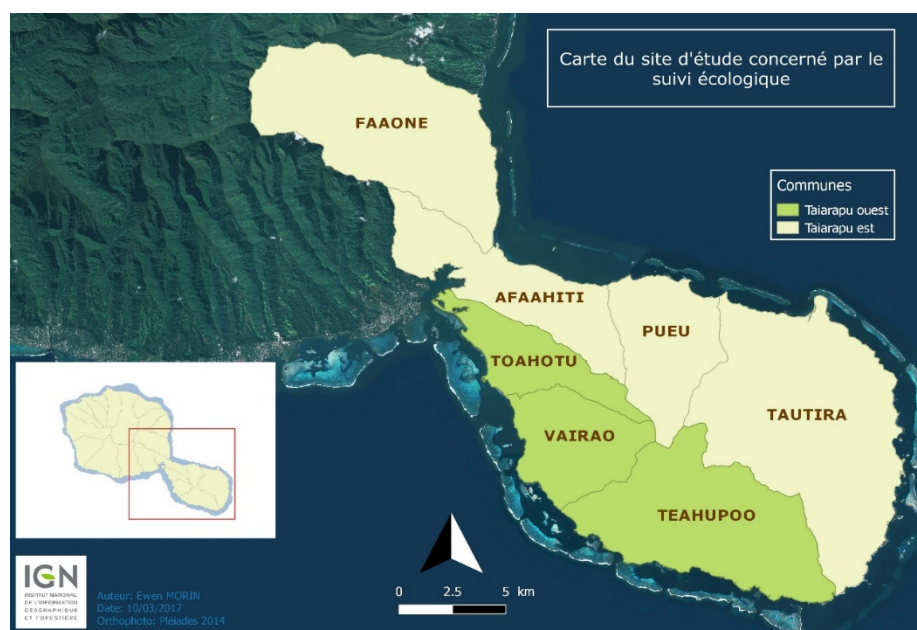 Carte du site d'étude concerné par le
suivi écologique
FAAONE
Communes
Taiarapu ouest
Taiarapu est
AFAAHITI
PUEU
TOAHOTU
TAUTIRA
VAIRAO
TEAHUPOO
0 2.5 5 km
IGN
INSTITUT NATIONAL
DE L'INFORMATION
GÉOGRAPHIQUE
ET FORESTIÈRE
Auteur: Ewen MORIN
Date: 10/03/2017
Orthophoto: Pléiades 2014